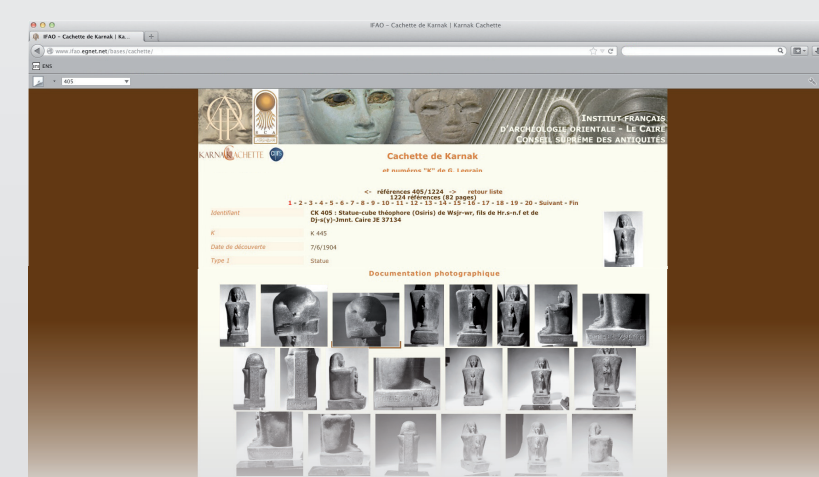 IFAO – Cachette de Karnak | Karnak Cachette
IFAO – Cachette de Karnak | Ka...
www.ifao.egnet.net/bases/cachette/
ENS
405
INSTITUT FRANÇAIS
D'ARCHÉOLOGIE ORIENTALE - LE CAIRE
CONSEIL SUPRÊME DES ANTIQUITÉS
KARNAK CACHETTE
cnrs
Cachette de Karnak
et numéros "K" de G. Legrain
<- références 405/1224 -> retour liste
1224 références (82 pages)
1 - 2 - 3 - 4 - 5 - 6 - 7 - 8 - 9 - 10 - 11 - 12 - 13 - 14 - 15 - 16 - 17 - 18 - 19 - 20 - Suivant - Fin
Identifiant
CK 405 : Statue-cube théophore (Osiris) de Wsjr-wr, fils de Hr.s-n.f et de
Dj-s(y)-Jmnt. Caire JE 37134
K
K 445
Date de découverte
7/6/1904
Type 1
Statue
Documentation photographique